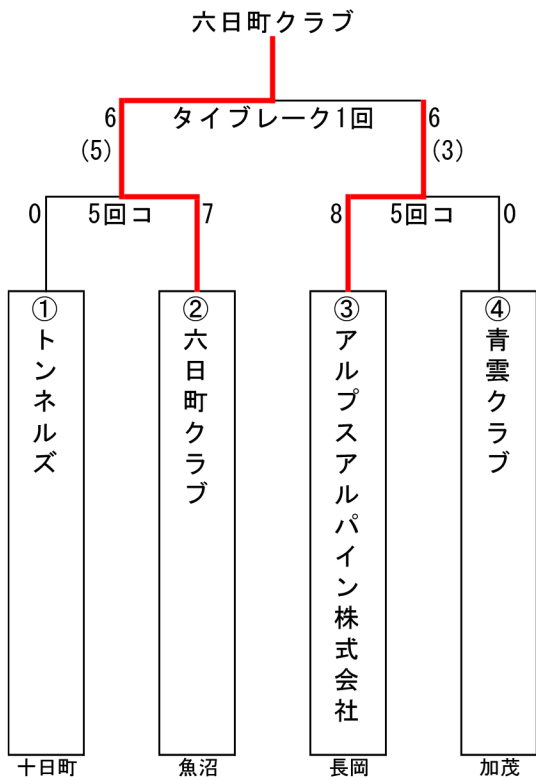 六日町クラブ
6 タイブレーク1回 6
(5) (3)
0 5回コ 7 8 5回コ 0
①トンネルズ
②六日町クラブ
③アルプスアルパイン株式会社
④青雲クラブ
十日町 魚沼 長岡 加茂